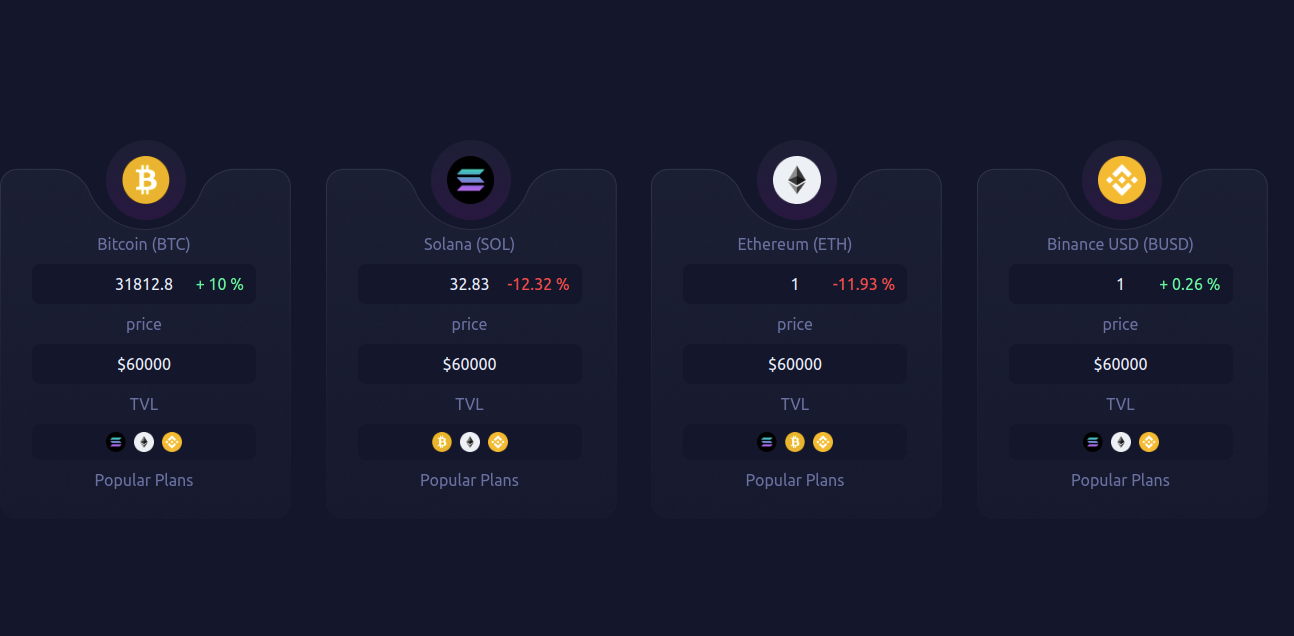 Bitcoin (BTC)
31812.8 + 10 %
price
$60000
TVL
Popular Plans
Solana (SOL)
32.83 -12.32 %
price
$60000
TVL
Popular Plans
Ethereum (ETH)
1 -11.93 %
price
$60000
TVL
Popular Plans
Binance USD (BUSD)
1 + 0.26 %
price
$60000
TVL
Popular Plans